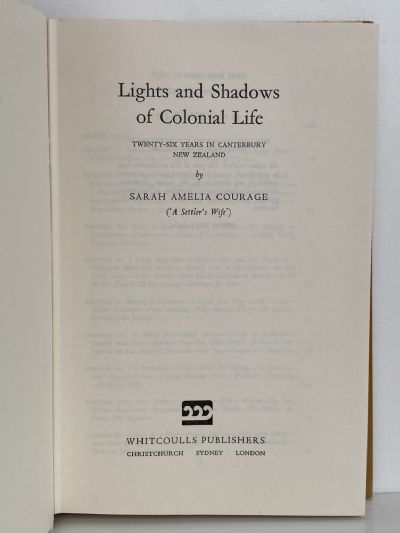 Lights and Shadows
of Colonial Life
TWENTY-SIX YEARS IN CANTERBURY
NEW ZEALAND
by
SARAH AMELIA COURAGE
('A Settler's Wife')
WHITCOULLS PUBLISHERS
CHRISTCHURCH SYDNEY LONDON